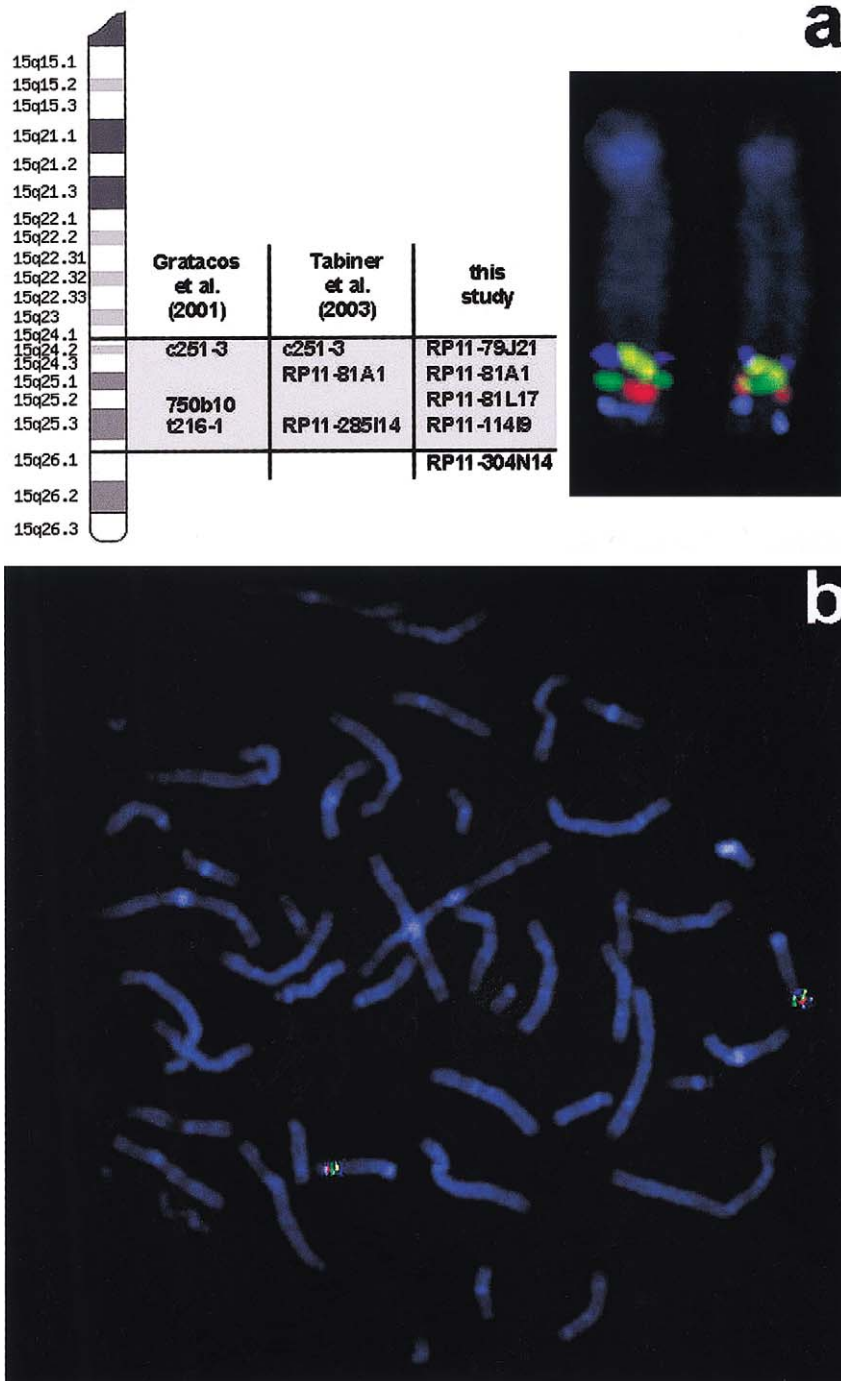 a
15q15.1
15q15.2
15q15.3
15q21.1
15q21.2
15q21.3
15q22.1
15q22.2
15q22.31
15q22.32
15q22.33
15q23
15q24.1
15q24.2
15q24.3
15q25.1
15q25.2
15q25.3
15q26.1
15q26.2
15q26.3
Gratacos
et al.
(2001)
Tabiner
et al.
(2003)
this
study
c251-3
c251-3
RP11-79J21
RP11-81A1
RP11-81A1
750b10
RP11-81L17
t216-1
RP11-285I14
RP11-114I9
RP11-304N14
b